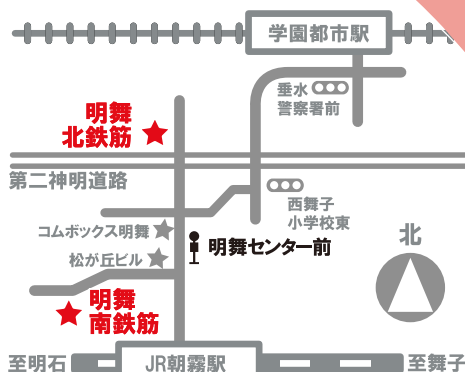 学園都市駅
垂水
警察署前
明舞
北鉄筋
第二神明道路
西舞子
小学校東
コムボックス明舞
明舞センター前
北
松が丘ビル
明舞
南鉄筋
至明石
JR朝霧駅
至舞子